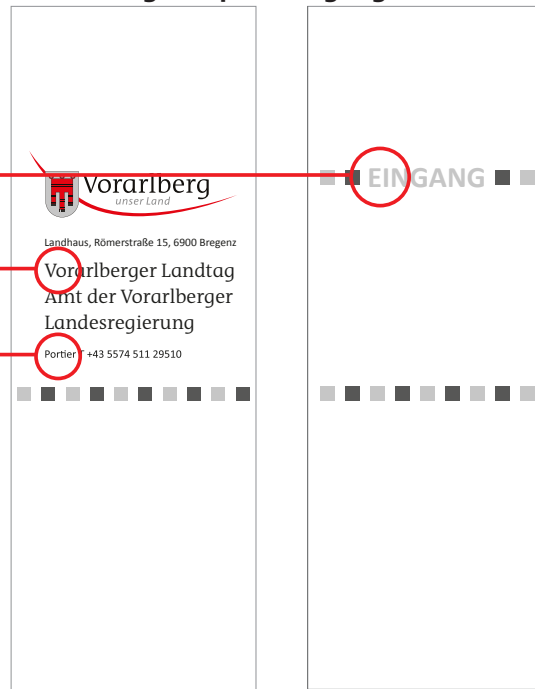 Vorarlberg
unser Land
Landhaus, Römerstraße 15, 6900 Bregenz
Vorarlberger Landtag
Amt der Vorarlberger
Landesregierung
Portier T +43 5574 511 29510
EINGANG